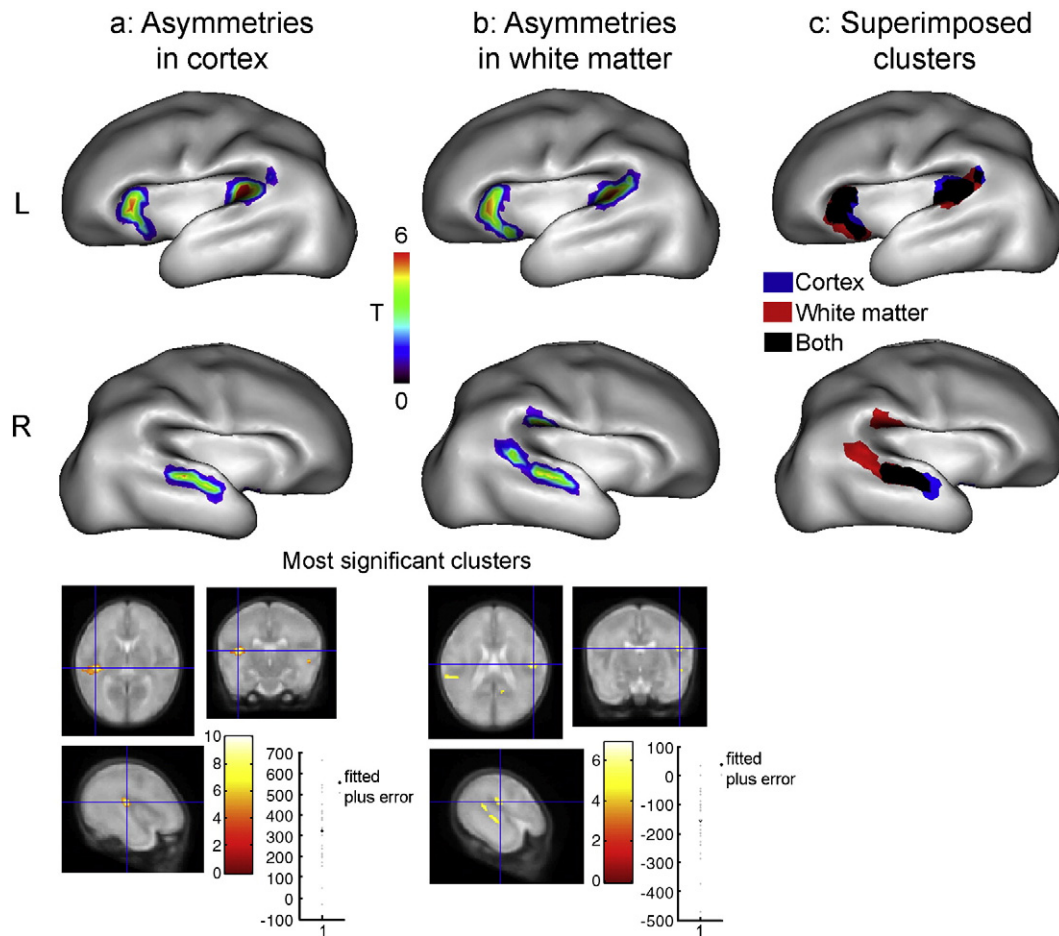 a: Asymmetries in cortex
b: Asymmetries in white matter
c: Superimposed clusters
L
6
T
0
Cortex
White matter
Both
R
Most significant clusters
10
8
6
4
2
0
700
600
500
400
300
200
100
0
-100
1
fitted
plus error
6
4
2
0
100
0
-100
-200
-300
-400
-500
1
fitted
plus error